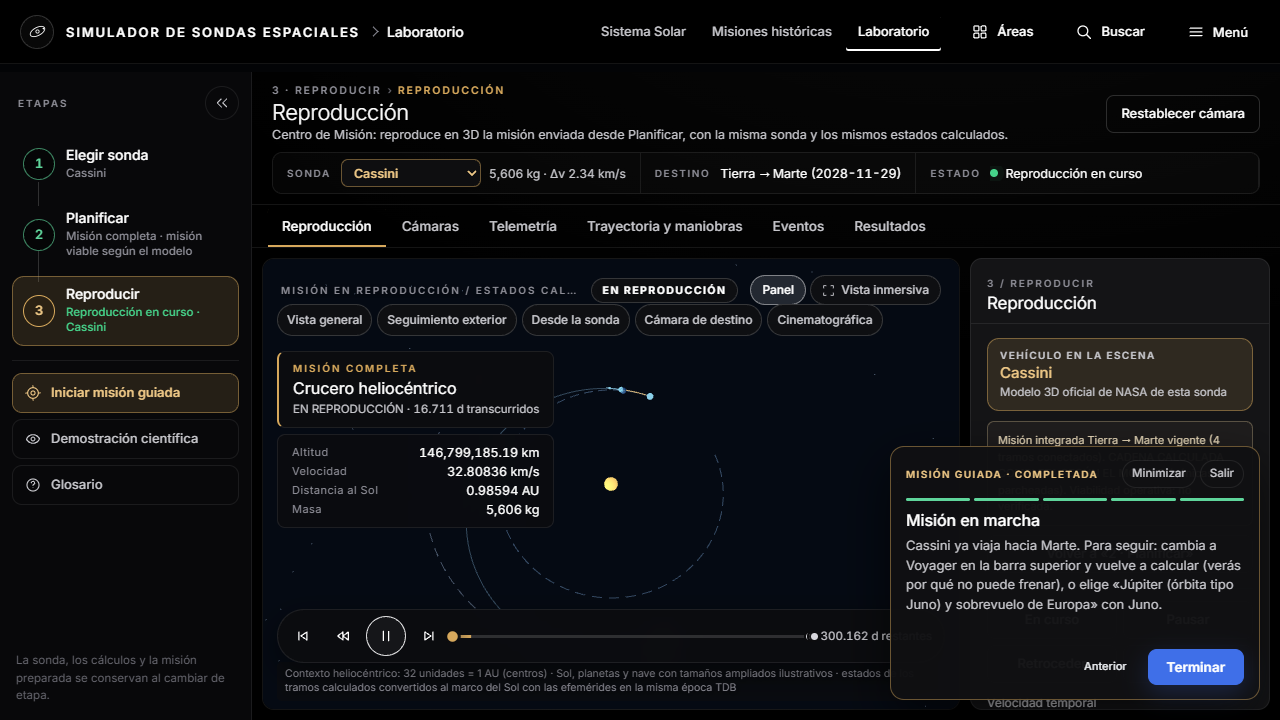 SIMULADOR DE SONDAS ESPACIALES
Laboratorio
Sistema Solar
Misiones históricas
Laboratorio
Áreas
Buscar
Menú
ETAPAS
1
Elegir sonda
Cassini
2
Planificar
Misión completa · misión
viable según el modelo
3
Reproducir
Reproducción en curso ·
Cassini
Iniciar misión guiada
Demostración científica
Glosario
La sonda, los cálculos y la misión
preparada se conservan al cambiar de
etapa.
3 · REPRODUCIR › REPRODUCCIÓN
Reproducción
Centro de Misión: reproduce en 3D la misión enviada desde Planificar, con la misma sonda y los mismos estados calculados.
Restablecer cámara
SONDA
Cassini
5,606 kg · Δv 2.34 km/s
DESTINO
Tierra → Marte (2028-11-29)
ESTADO
Reproducción en curso
Reproducción
Cámaras
Telemetría
Trayectoria y maniobras
Eventos
Resultados
MISIÓN EN REPRODUCCIÓN / ESTADOS CAL…
EN REPRODUCCIÓN
Panel
Vista inmersiva
Vista general
Seguimiento exterior
Desde la sonda
Cámara de destino
Cinematográfica
MISIÓN COMPLETA
Crucero heliocéntrico
EN REPRODUCCIÓN · 16.711 d transcurridos
Altitud 146,799,185.19 km
Velocidad 32.80836 km/s
Distancia al Sol 0.98594 AU
Masa 5,606 kg
300.162 d restantes
Contexto heliocéntrico: 32 unidades = 1 AU (centros) · Sol, planetas y nave con tamaños ampliados ilustrativos · estados
tramos calculados convertidos al marco del Sol con las efemérides en la misma época TDB
3 / REPRODUCIR
Reproducción
VEHÍCULO EN LA ESCENA
Cassini
Modelo 3D oficial de NASA de esta sonda
Misión integrada Tierra → Marte vigente (4
MISIÓN GUIADA · COMPLETADA
Minimizar
Salir
Misión en marcha
Cassini ya viaja hacia Marte. Para seguir: cambia a
Voyager en la barra superior y vuelve a calcular (verás
por qué no puede frenar), o elige «Júpiter (órbita tipo
Juno) y sobrevuelo de Europa» con Juno.
En curso
Pausar
Anterior
Terminar
Velocidad temporal